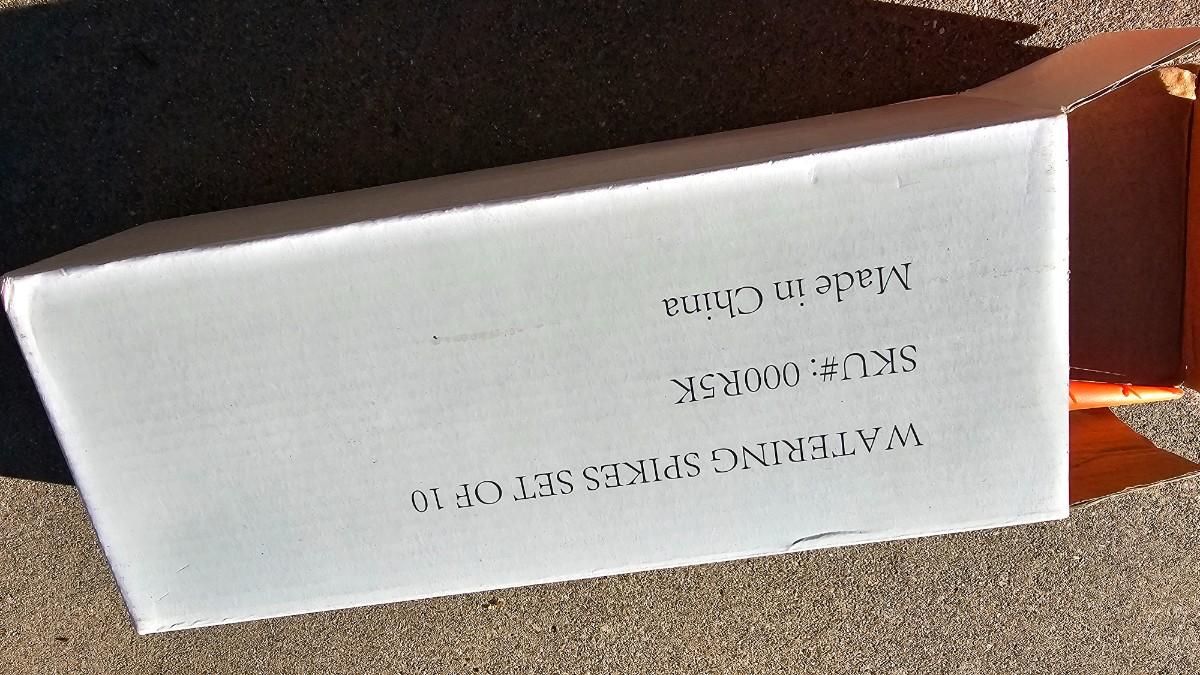 WATERING SPIKES SET OF 10
SKU#: 000R5K
Made in China